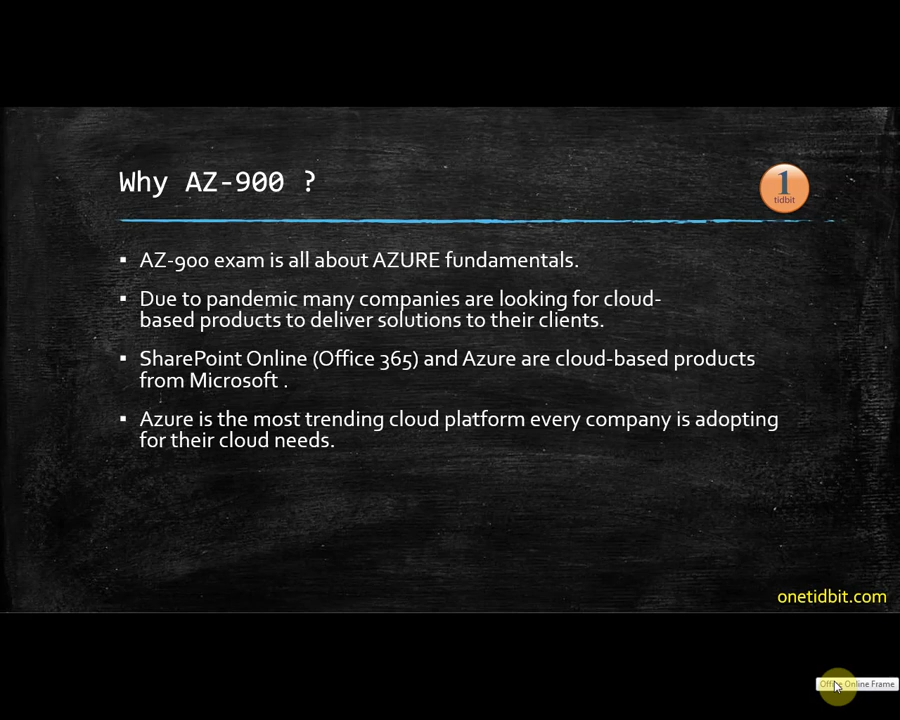 Why AZ-900 ?
1
tidbit
▪ AZ-900 exam is all about AZURE fundamentals.
▪ Due to pandemic many companies are looking for cloud-
based products to deliver solutions to their clients.
▪ SharePoint Online (Office 365) and Azure are cloud-based products
from Microsoft .
▪ Azure is the most trending cloud platform every company is adopting
for their cloud needs.
onetidbit.com
Office Online Frame